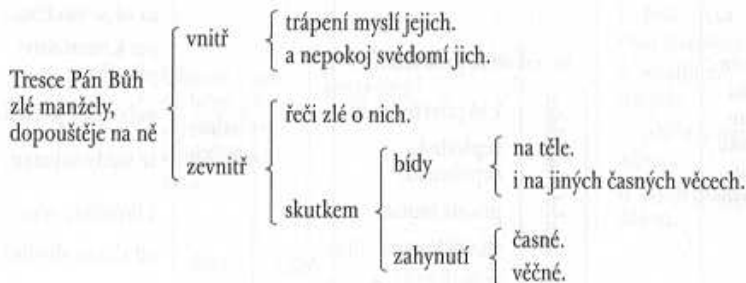 Tresce Pán Bůh
zlé manžely,
dopouštěje na ně
vnitř
trápení myslí jejich.
a nepokoj svědomí jich.
zevnitř
řeči zlé o nich.
skutkem
bídy
na těle.
i na jiných časných věcech.
zahynutí
časné.
věčné.